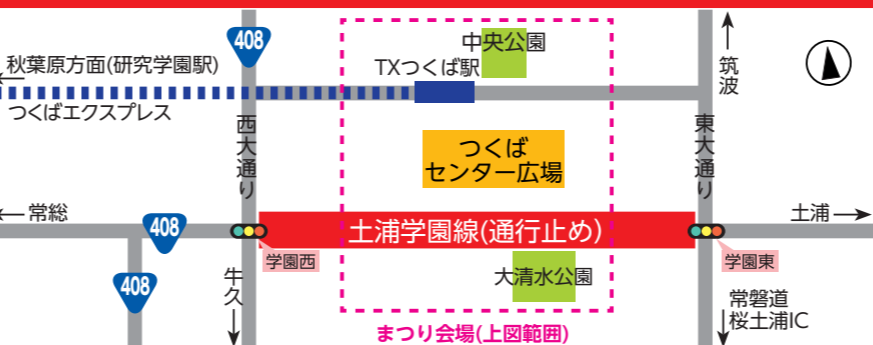 408
中央公園
秋葉原方面(研究学園駅)
TXつくば駅
筑波
つくばエクスプレス
西大通り
つくば
センター広場
東大通り
常総
408
土浦学園線(通行止め)
土浦
学園西
学園東
408
牛久
大清水公園
常磐道
桜土浦IC
まつり会場(上図範囲)